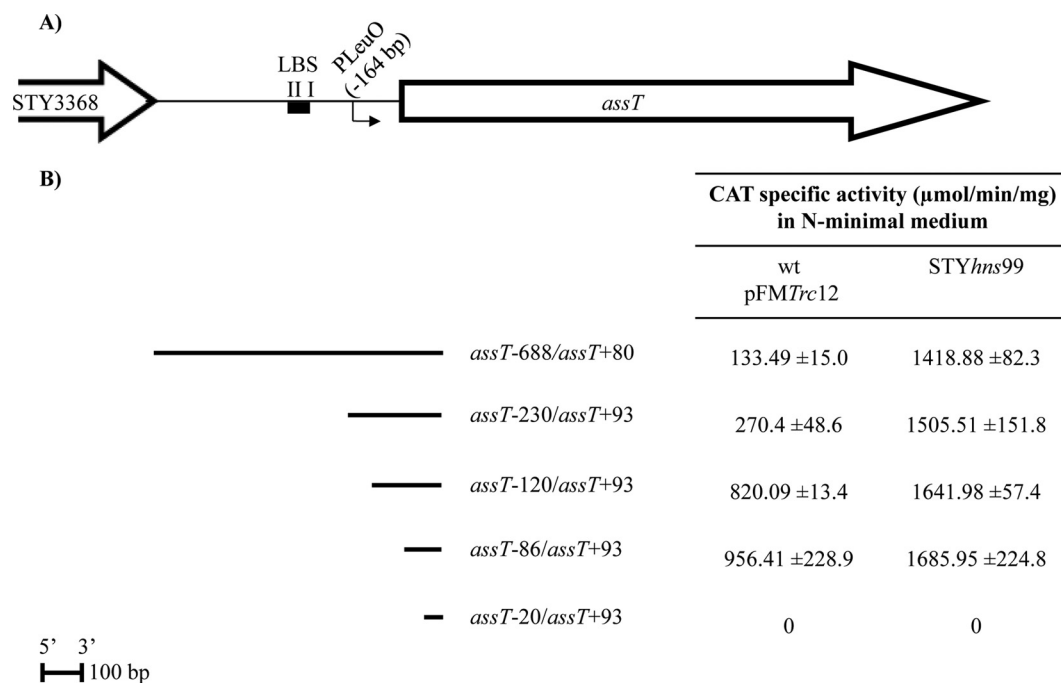 A)
PLeuO
(-164 bp)
LBS
II I
STY3368
assT
B)
CAT specific activity (μmol/min/mg)
in N-minimal medium
wt
pFMTrc12
STYhns99
assT-688/assT+80 133.49 ±15.0 1418.88 ±82.3
assT-230/assT+93 270.4 ±48.6 1505.51 ±151.8
assT-120/assT+93 820.09 ±13.4 1641.98 ±57.4
assT-86/assT+93 956.41 ±228.9 1685.95 ±224.8
assT-20/assT+93 0 0
5’ 3’
100 bp